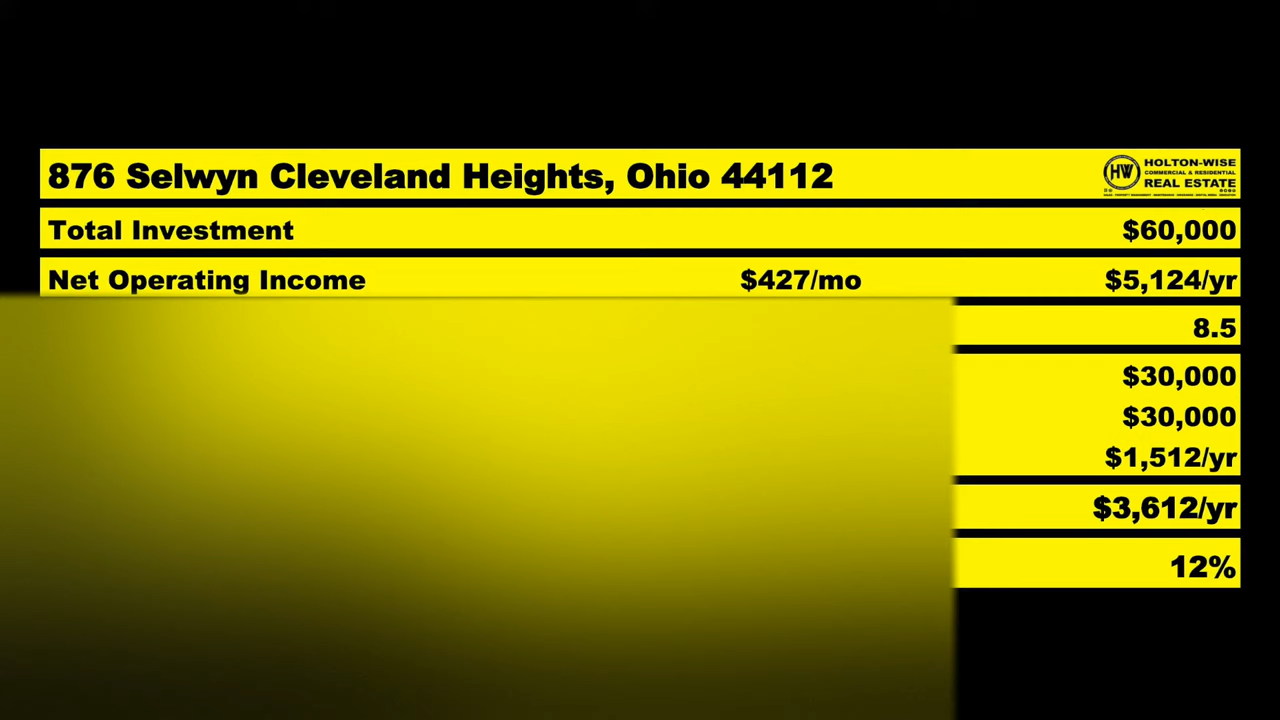 876 Selwyn Cleveland Heights, Ohio 44112
HW
HOLTON-WISE
COMMERCIAL & RESIDENTIAL
REAL ESTATE
Total Investment $60,000
Net Operating Income $427/mo $5,124/yr
8.5
$30,000
$30,000
$1,512/yr
$3,612/yr
12%